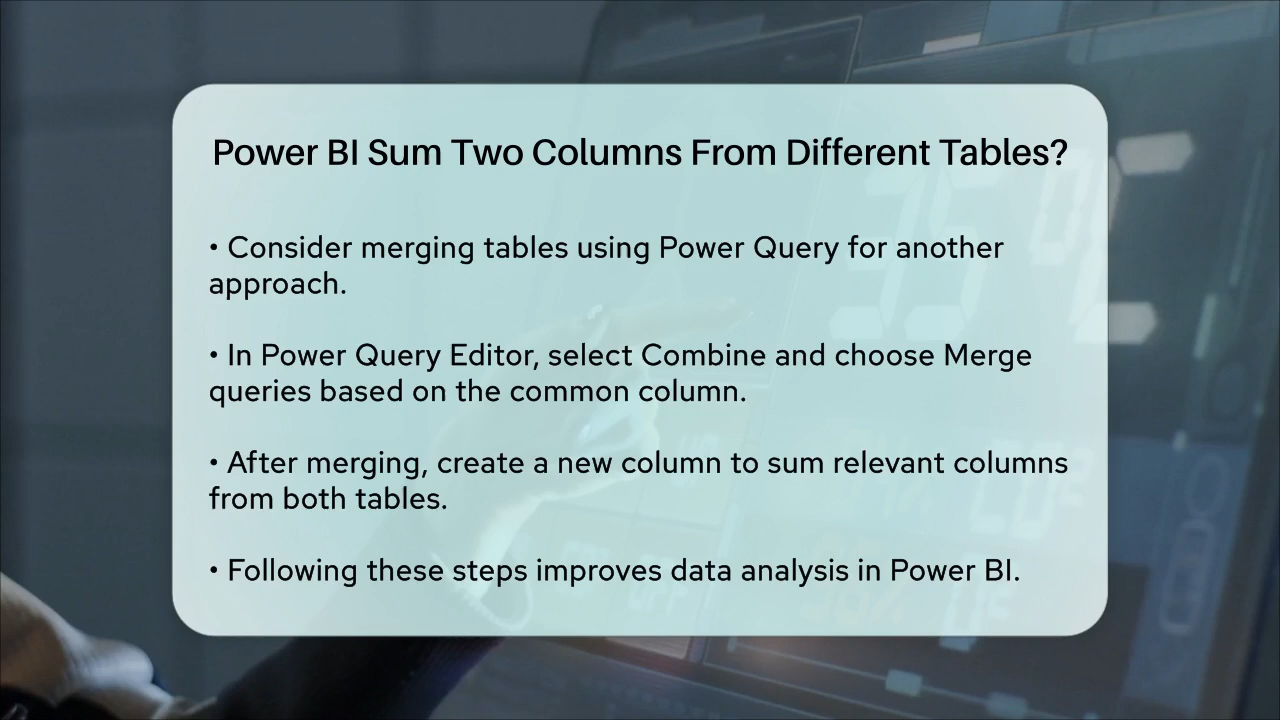 Power BI Sum Two Columns From Different Tables?
• Consider merging tables using Power Query for another
approach.
• In Power Query Editor, select Combine and choose Merge
queries based on the common column.
• After merging, create a new column to sum relevant columns
from both tables.
• Following these steps improves data analysis in Power BI.